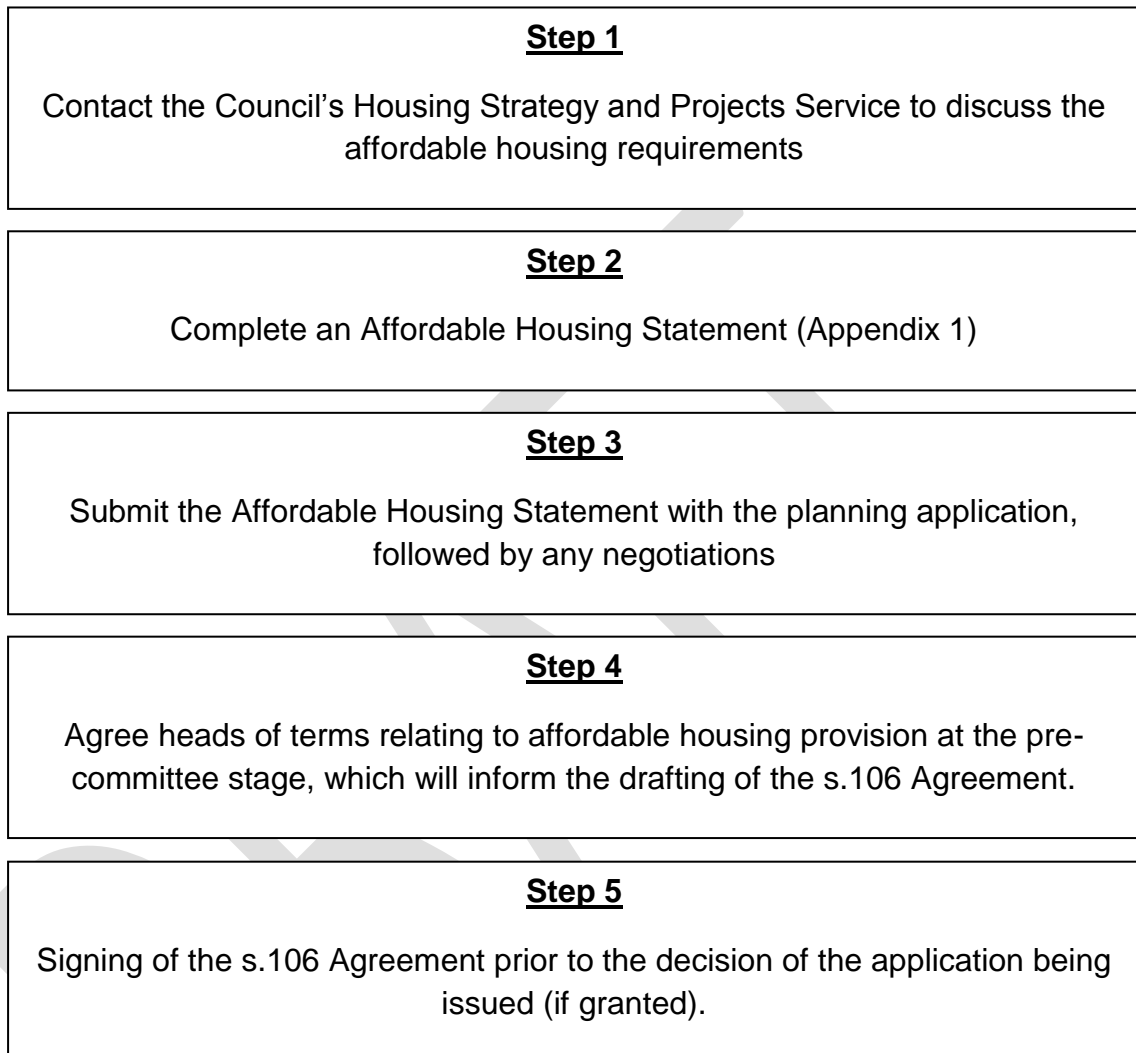 Step 1
Contact the Council's Housing Strategy and Projects Service to discuss the
affordable housing requirements
Step 2
Complete an Affordable Housing Statement (Appendix 1)
Step 3
Submit the Affordable Housing Statement with the planning application,
followed by any negotiations
Step 4
Agree heads of terms relating to affordable housing provision at the pre-
committee stage, which will inform the drafting of the s.106 Agreement.
Step 5
Signing of the s.106 Agreement prior to the decision of the application being
issued (if granted).